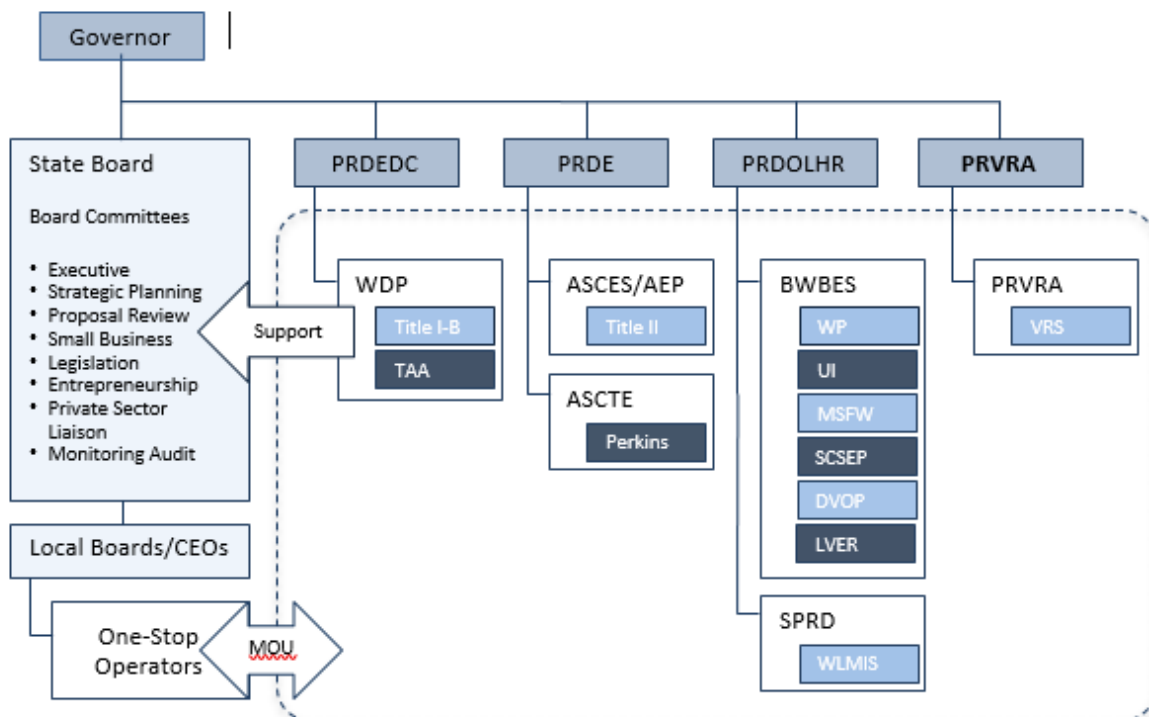 Governor
State Board
Board Committees
• Executive
• Strategic Planning
• Proposal Review
• Small Business
• Legislation
• Entrepreneurship
• Private Sector
Liaison
• Monitoring Audit
Local Boards/CEOs
One-Stop
Operators
MOU
Support
PRDEDC
WDP
Title I-B
TAA
PRDE
ASCES/AEP
Title II
ASCTE
Perkins
PRDOLHR
BWBES
WP
UI
MSFW
SCSEP
DVOP
LVER
SPRD
WLMIS
PRVRA
PRVRA
VRS